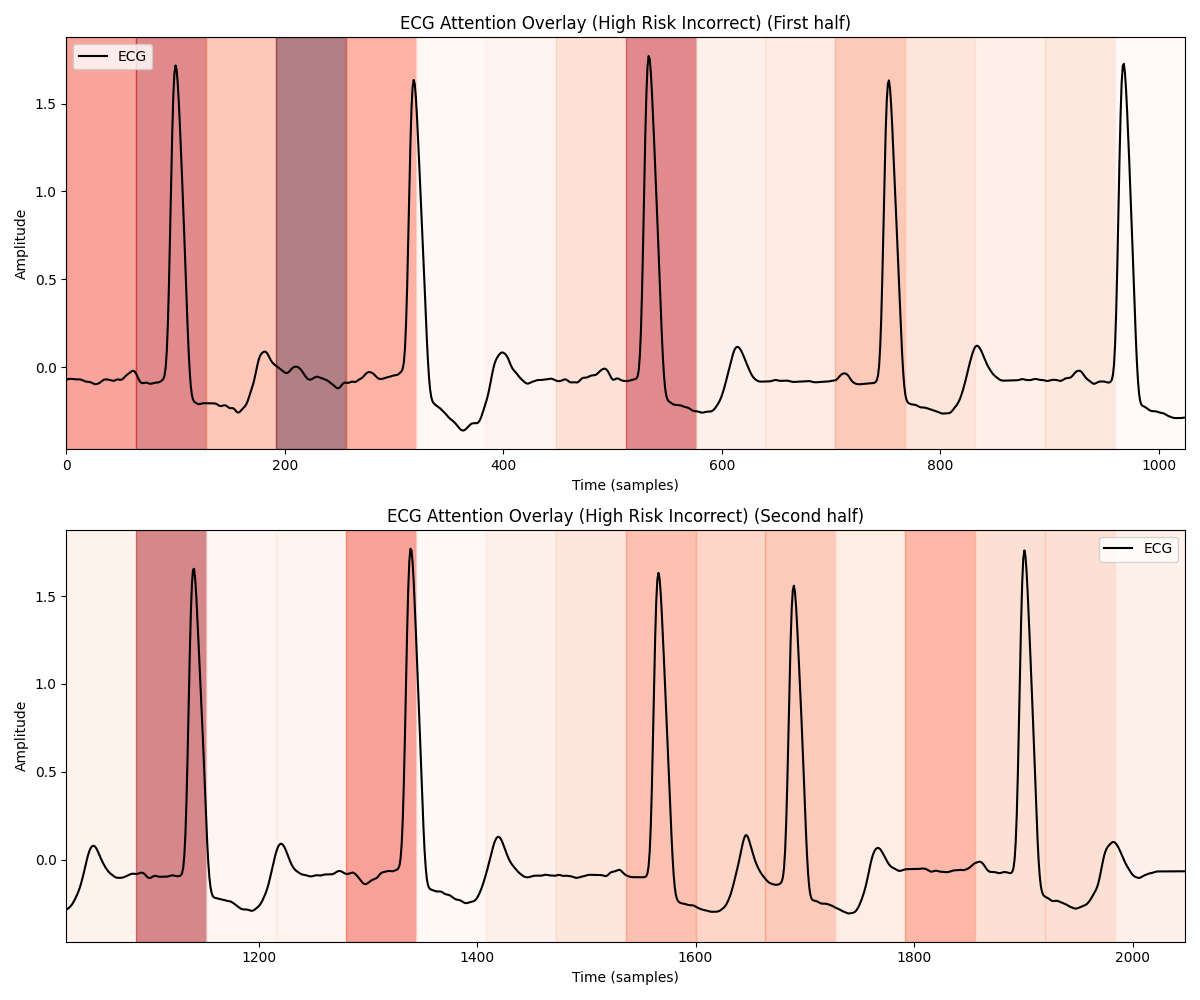 ECG Attention Overlay (High Risk Incorrect) (First half)
ECG
Amplitude
1.5
1.0
0.5
0.0
0 200 400 600 800 1000
Time (samples)
ECG Attention Overlay (High Risk Incorrect) (Second half)
ECG
Amplitude
1.5
1.0
0.5
0.0
1200 1400 1600 1800 2000
Time (samples)